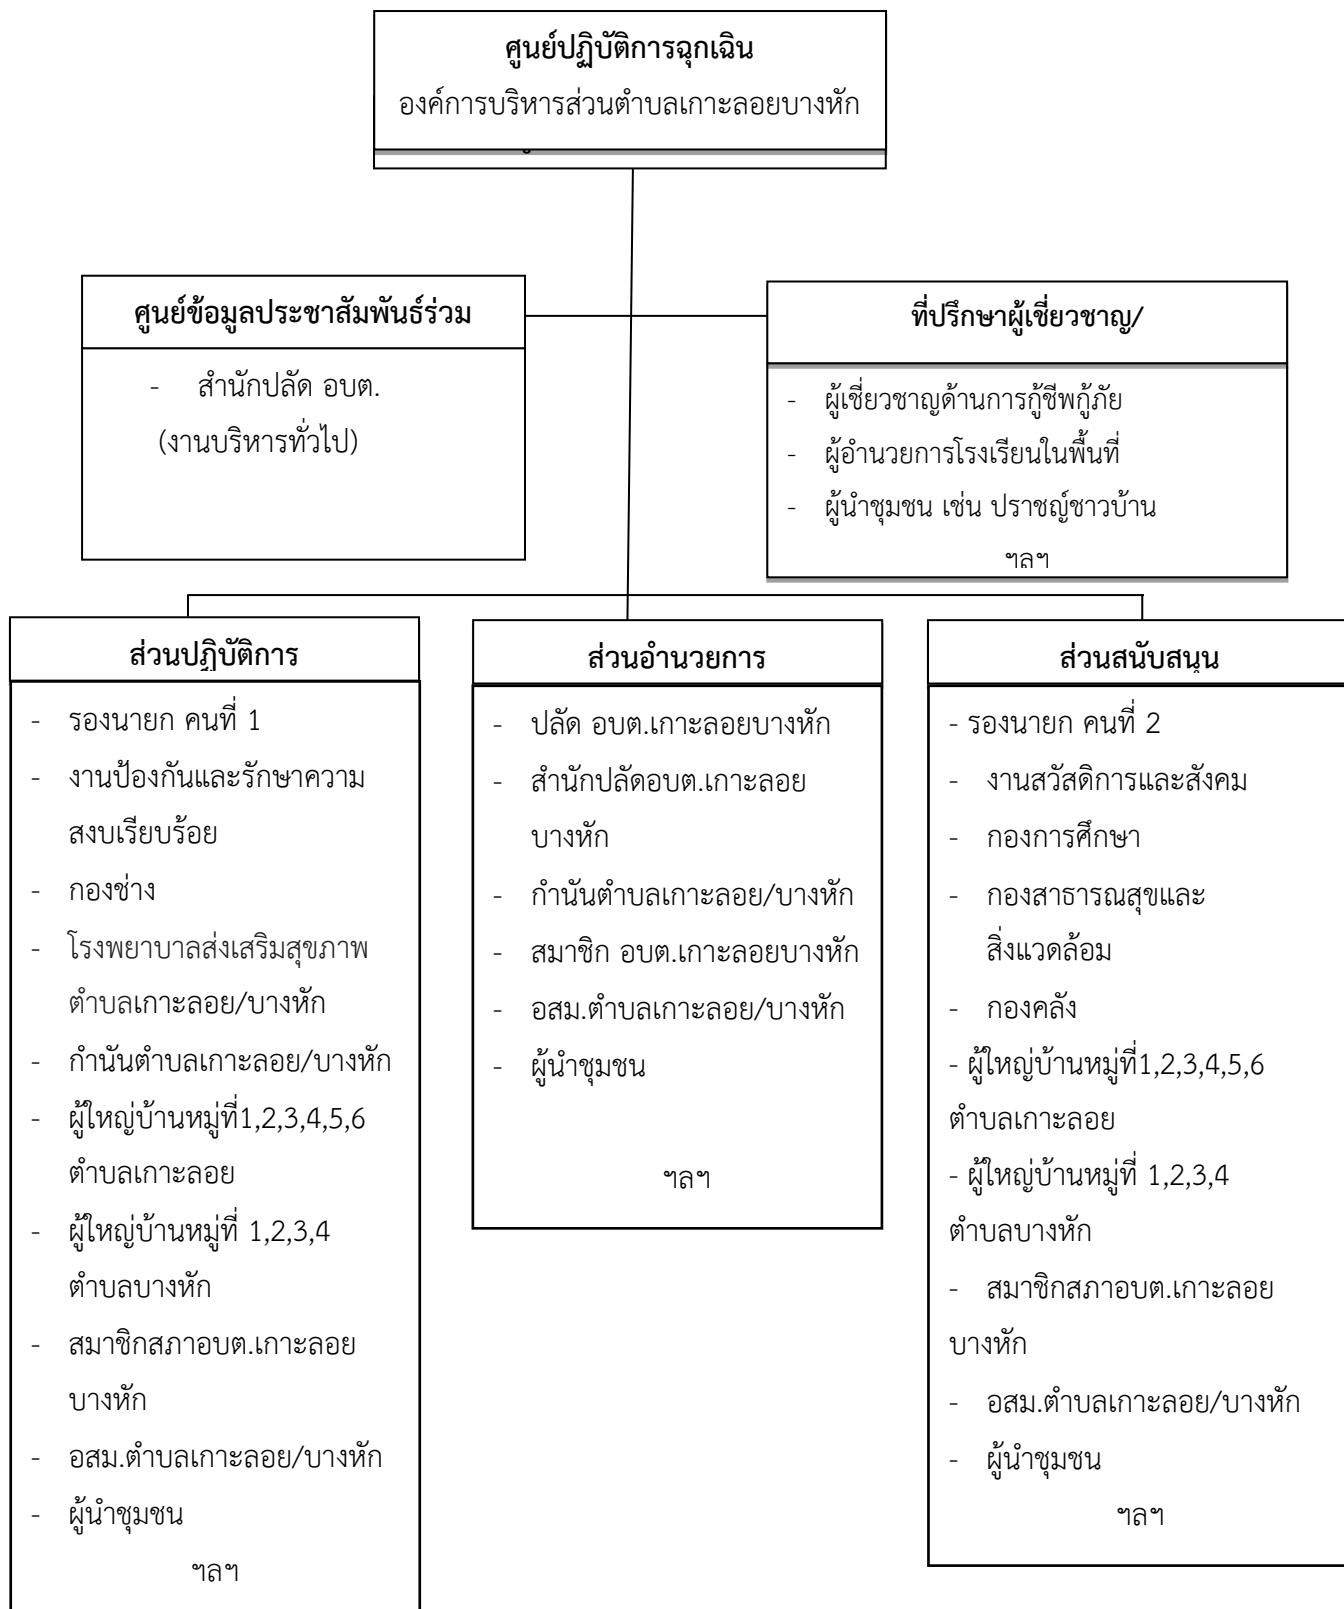 ศูนย์ปฏิบัติการฉุกเฉิน
องค์การบริหารส่วนตำบลเกาะลอยบางหัก
ศูนย์ข้อมูลประชาสัมพันธ์ร่วม
- สำนักปลัด อบต.
(งานบริหารทั่วไป)
ที่ปรึกษาผู้เชี่ยวชาญ/
- ผู้เชี่ยวชาญด้านการกู้ชีพกู้ภัย
- ผู้อำนวยการโรงเรียนในพื้นที่
- ผู้นำชุมชน เช่น ปราชญ์ชาวบ้าน
ฯลฯ
ส่วนปฏิบัติการ
- รองนายก คนที่ 1
- งานป้องกันและรักษาความ
สงบเรียบร้อย
- กองช่าง
- โรงพยาบาลส่งเสริมสุขภาพ
ตำบลเกาะลอย/บางหัก
- กำนันตำบลเกาะลอย/บางหัก
- ผู้ใหญ่บ้านหมู่ที่1,2,3,4,5,6
ตำบลเกาะลอย
- ผู้ใหญ่บ้านหมู่ที่ 1,2,3,4
ตำบลบางหัก
- สมาชิกสภาอบต.เกาะลอย
บางหัก
- อสม.ตำบลเกาะลอย/บางหัก
- ผู้นำชุมชน
ฯลฯ
ส่วนอำนวยการ
- ปลัด อบต.เกาะลอยบางหัก
- สำนักปลัดอบต.เกาะลอย
บางหัก
- กำนันตำบลเกาะลอย/บางหัก
- สมาชิก อบต.เกาะลอยบางหัก
- อสม.ตำบลเกาะลอย/บางหัก
- ผู้นำชุมชน
ฯลฯ
ส่วนสนับสนุน
- รองนายก คนที่ 2
- งานสวัสดิการและสังคม
- กองการศึกษา
- กองสาธารณสุขและ
สิ่งแวดล้อม
- กองคลัง
- ผู้ใหญ่บ้านหมู่ที่1,2,3,4,5,6
ตำบลเกาะลอย
- ผู้ใหญ่บ้านหมู่ที่ 1,2,3,4
ตำบลบางหัก
- สมาชิกสภาอบต.เกาะลอย
บางหัก
- อสม.ตำบลเกาะลอย/บางหัก
- ผู้นำชุมชน
ฯลฯ